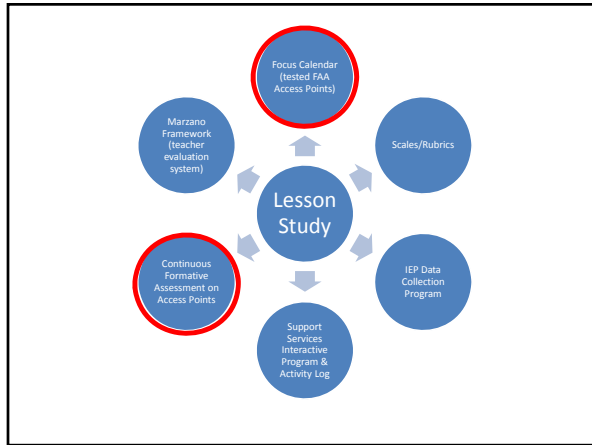 Focus Calendar
(tested FAA
Access Points)
Marzano
Framework
(teacher
evaluation
system)
Scales/Rubrics
Lesson
Study
Continuous
Formative
Assessment on
Access Points
IEP Data
Collection
Program
Support
Services
Interactive
Program &
Activity Log